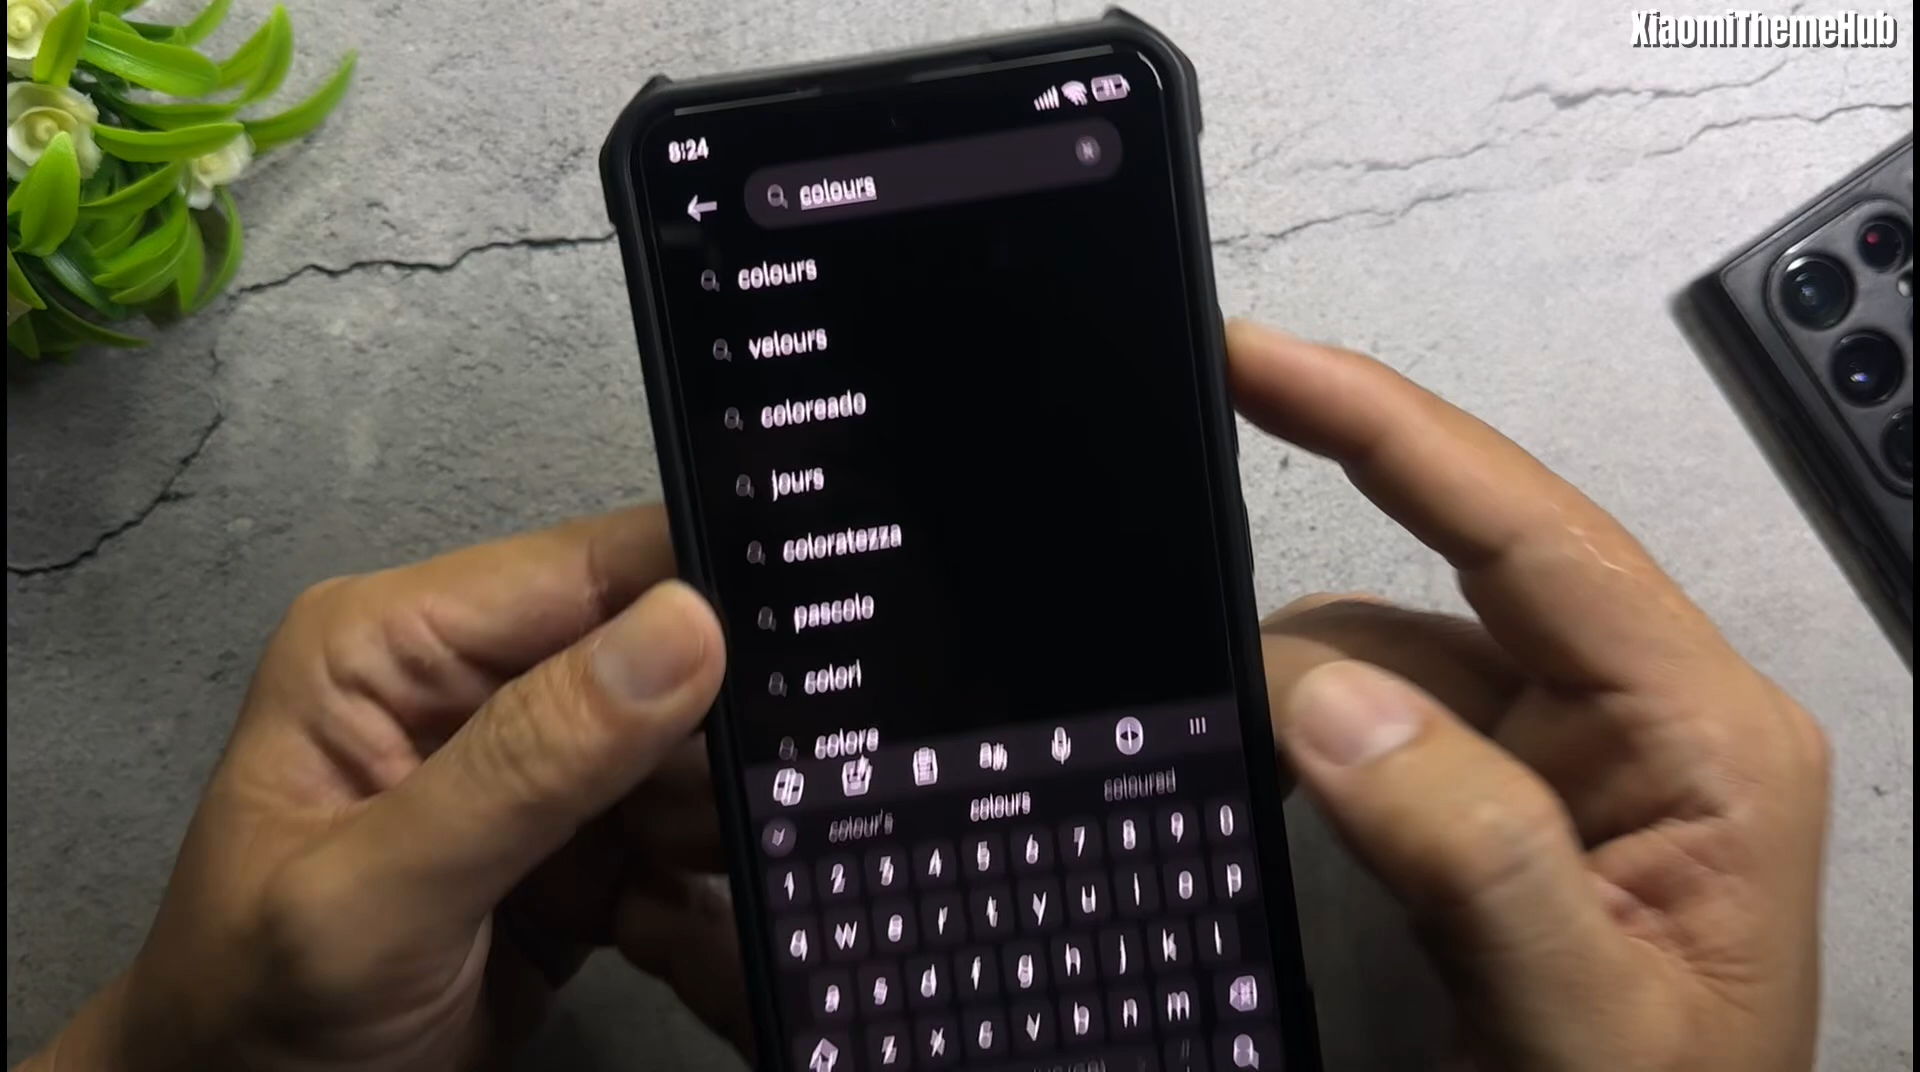 XiaomiThemeHub
8:24
71
colours
colours
velours
coloreado
jours
coloratezza
pascolo
colori
colore
colour's colours coloured
1 2 3 4 5 6 7 8 9 0
q w e r t y u i o p
a s d f g h j k l
z x c v b n m